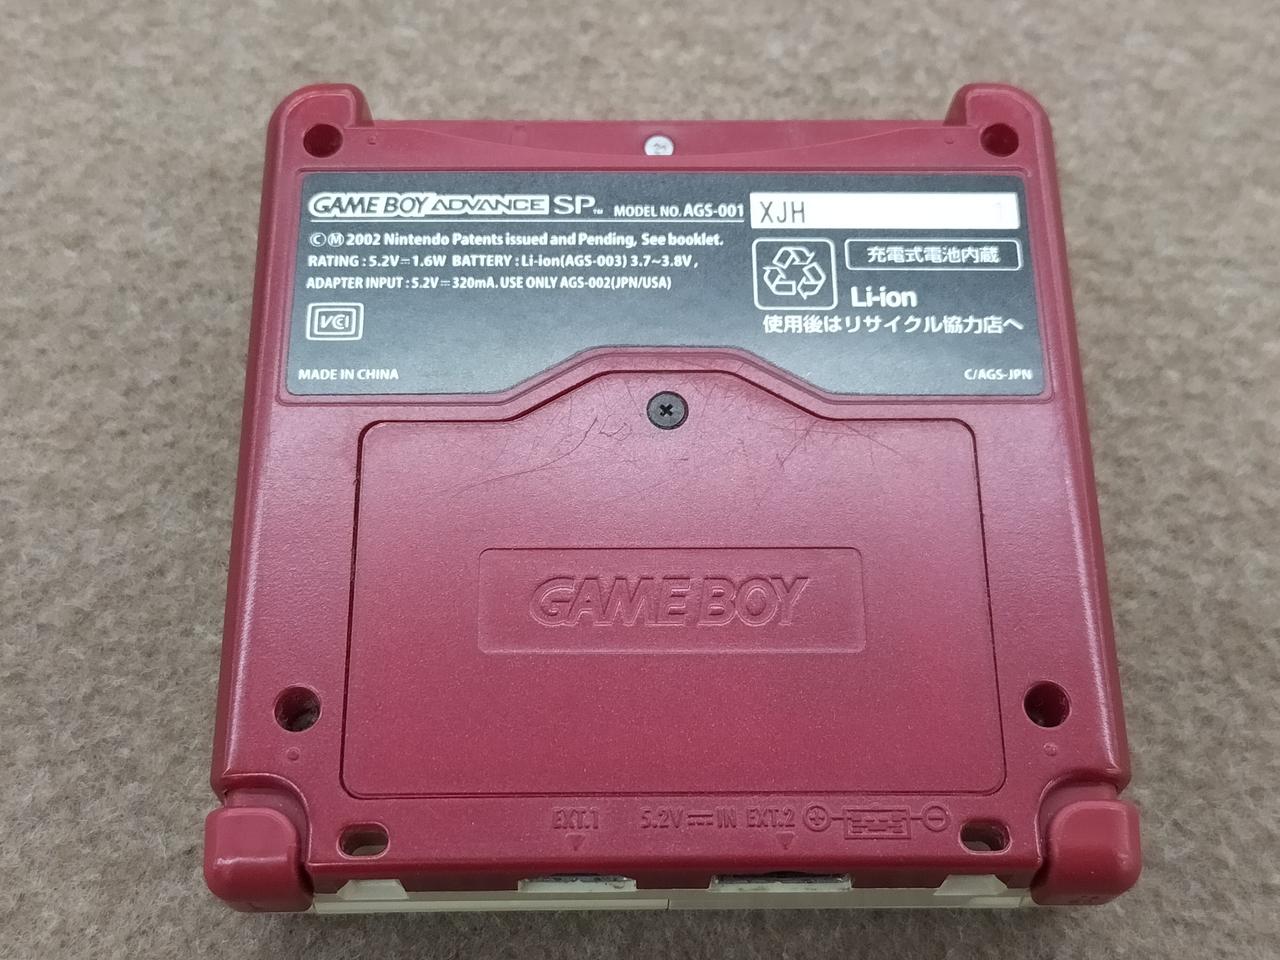 GAME BOY ADVANCE SP™ MODEL NO. AGS-001 XJH 1
ⒸⓂ 2002 Nintendo Patents issued and Pending, See booklet.
RATING : 5.2V⎓1.6W BATTERY : Li-ion(AGS-003) 3.7~3.8V ,
ADAPTER INPUT : 5.2V⎓320mA. USE ONLY AGS-002(JPN/USA)
VCI
充電式電池内蔵
Li-ion
使用後はリサイクル協力店へ
MADE IN CHINA
C/AGS-JPN
GAME BOY
EXT.1 5.2V⎓IN EXT.2